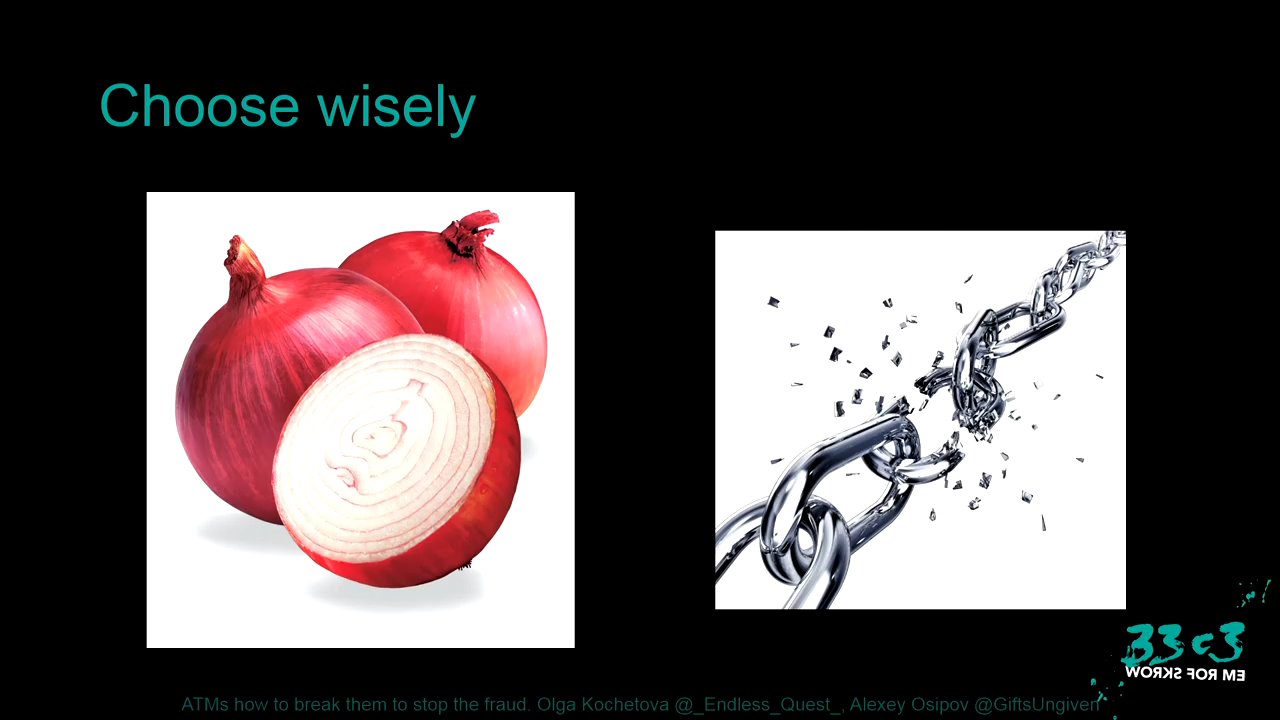 Choose wisely
33c3
WORKS FOR ME
ATMs how to break them to stop the fraud. Olga Kochetova @_Endless_Quest_, Alexey Osipov @GiftsUngiven